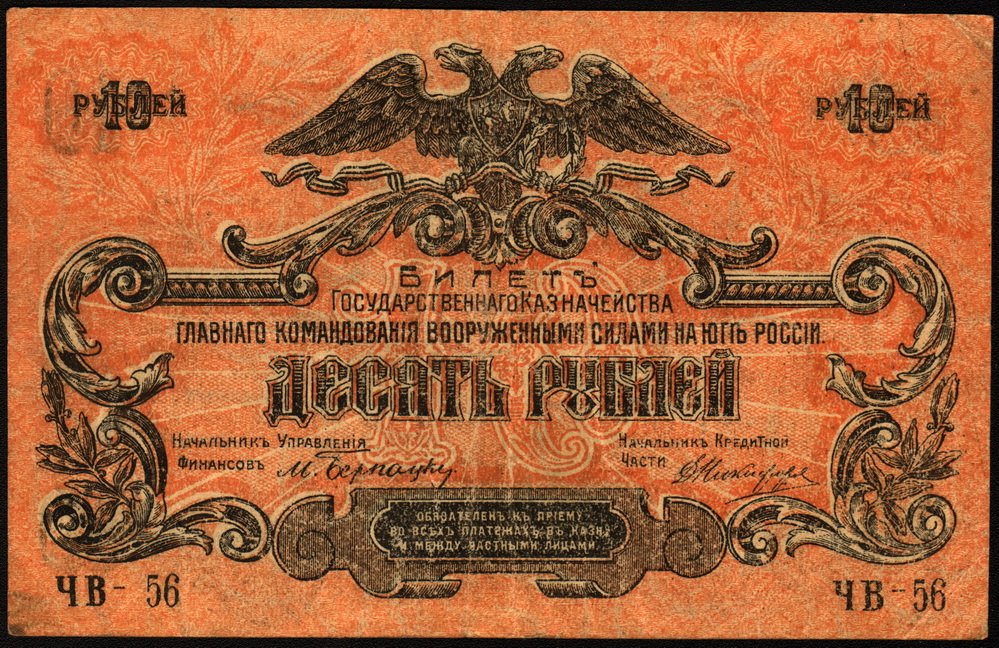 10
РУБЛЕЙ
10
РУБЛЕЙ
БИЛЕТЪ
ГОСУДАРСТВЕННАГО КАЗНАЧЕЙСТВА
ГЛАВНАГО КОМАНДОВАНІЯ ВООРУЖЕННЫМИ СИЛАМИ НА ЮГѢ РОССІИ.
ДЕСЯТЬ РУБЛЕЙ
НАЧАЛЬНИКЪ УПРАВЛЕНІЯ
ФИНАНСОВЪ
НАЧАЛЬНИКЪ КРЕДИТНОЙ
ЧАСТИ
ОБЯЗАТЕЛЕНЪ КЪ ПРІЕМУ
ВО ВСѢХЪ ПЛАТЕЖАХЪ ВЪ КАЗНУ
И МЕЖДУ ЧАСТНЫМИ ЛИЦАМИ.
ЧВ - 56
ЧВ - 56